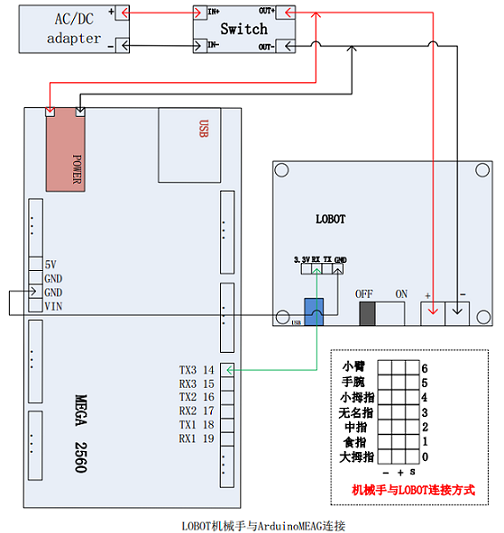 AC/DC
adapter
+
-
IN+
IN-
OUT+
OUT-
Switch
POWER
USB
5V
GND
GND
VIN
TX3 14
RX3 15
TX2 16
RX2 17
TX1 18
RX1 19
MEGA 2560
LOBOT
3.3V RX TX GND
USB
OFF ON
+ -
小臂 6
手腕 5
小拇指 4
无名指 3
中指 2
食指 1
大拇指 0
- + s
机械手与LOBOT连接方式
LOBOT机械手与ArduinoMEAG连接